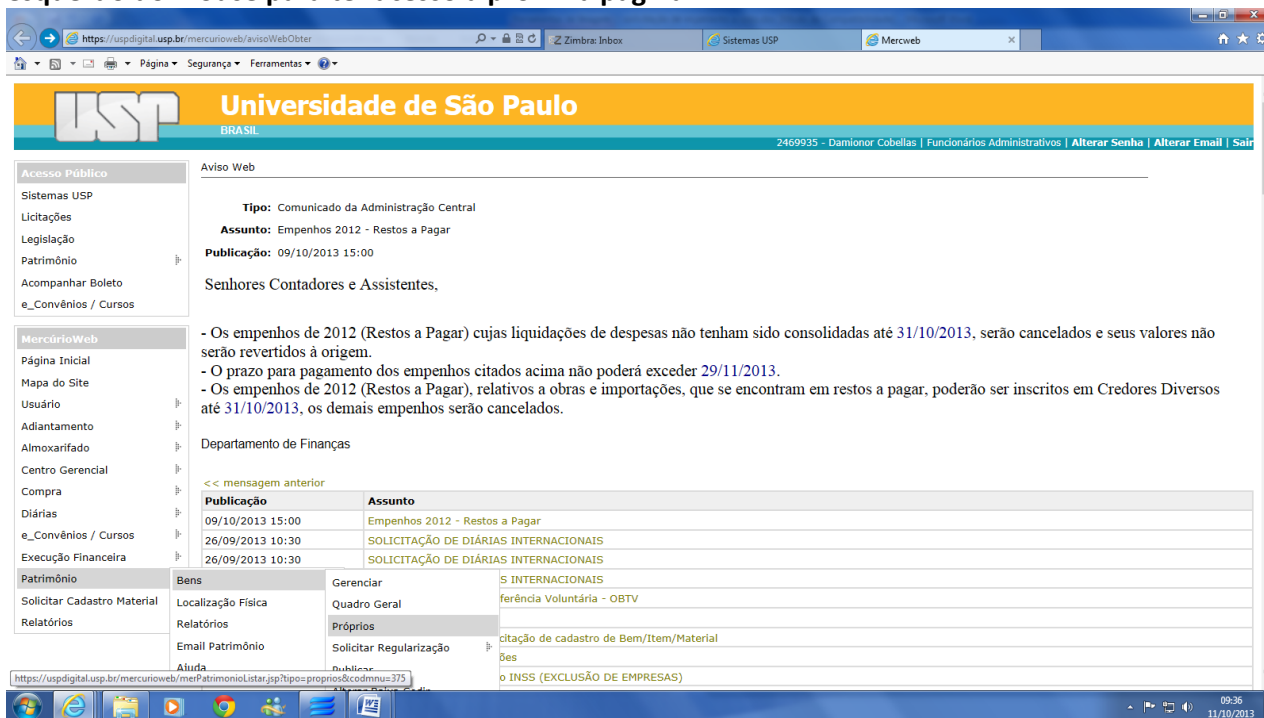 https://uspdigital.usp.br/mercurioweb/avisoWebObter
Zimbra: Inbox
Sistemas USP
Mercweb
Página Segurança Ferramentas
USP
Universidade de São Paulo
BRASIL
2469935 - Damionor Cobellas | Funcionários Administrativos | Alterar Senha | Alterar Email | Sair
Acesso Público
Sistemas USP
Licitações
Legislação
Patrimônio
Acompanhar Boleto
e_Convênios / Cursos
MercúrioWeb
Página Inicial
Mapa do Site
Usuário
Adiantamento
Almoxarifado
Centro Gerencial
Compra
Diárias
e_Convênios / Cursos
Execução Financeira
Patrimônio
Solicitar Cadastro Material
Relatórios
Aviso Web
Tipo: Comunicado da Administração Central
Assunto: Empenhos 2012 - Restos a Pagar
Publicação: 09/10/2013 15:00
Senhores Contadores e Assistentes,
- Os empenhos de 2012 (Restos a Pagar) cujas liquidações de despesas não tenham sido consolidadas até 31/10/2013, serão cancelados e seus valores não
serão revertidos à origem.
- O prazo para pagamento dos empenhos citados acima não poderá exceder 29/11/2013.
- Os empenhos de 2012 (Restos a Pagar), relativos a obras e importações, que se encontram em restos a pagar, poderão ser inscritos em Credores Diversos
até 31/10/2013, os demais empenhos serão cancelados.
Departamento de Finanças
<< mensagem anterior
Publicação Assunto
09/10/2013 15:00 Empenhos 2012 - Restos a Pagar
26/09/2013 10:30 SOLICITAÇÃO DE DIÁRIAS INTERNACIONAIS
26/09/2013 10:30 SOLICITAÇÃO DE DIÁRIAS INTERNACIONAIS
S INTERNACIONAIS
ferência Voluntária - OBTV
citação de cadastro de Bem/Item/Material
ões
o INSS (EXCLUSÃO DE EMPRESAS)
Bens
Localização Física
Relatórios
Email Patrimônio
Ajuda
Gerenciar
Quadro Geral
Próprios
Solicitar Regularização
Publicar
https://uspdigital.usp.br/mercurioweb/merPatrimonioListar.jsp?tipo=proprios&codmnu=375
09:36
11/10/2013